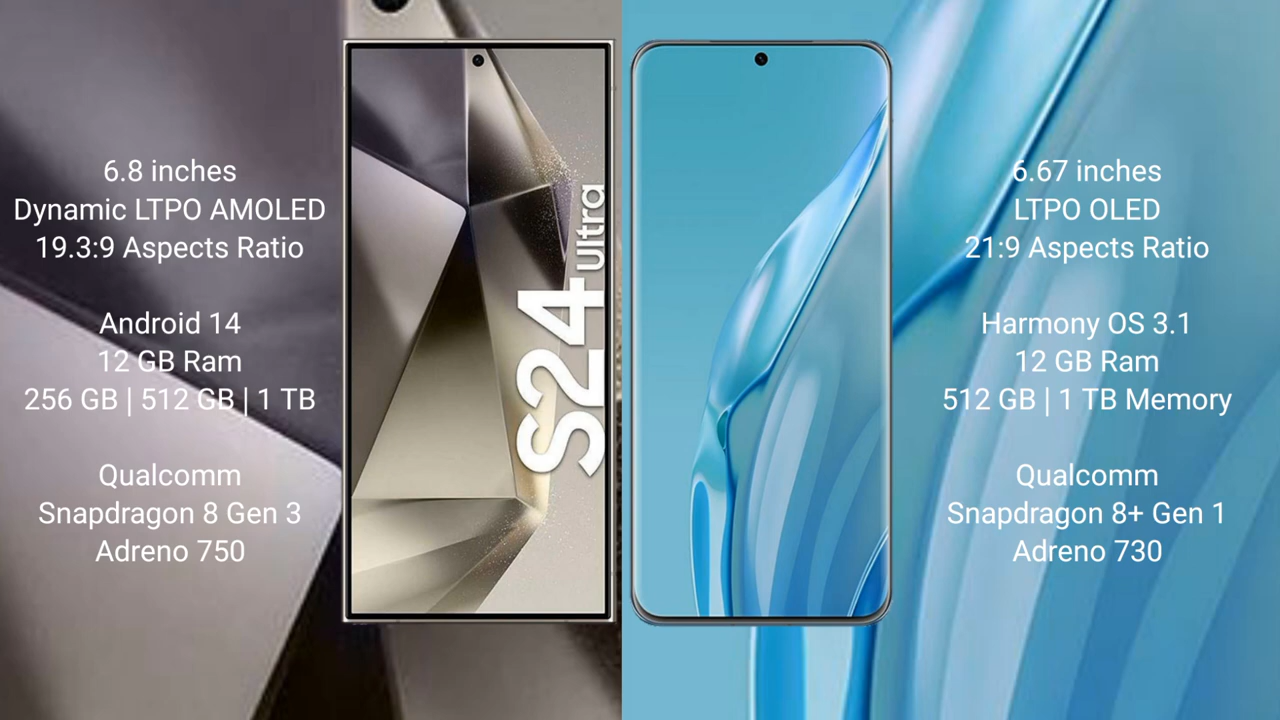 6.8 inches
Dynamic LTPO AMOLED
19.3:9 Aspects Ratio
Android 14
12 GB Ram
256 GB | 512 GB | 1 TB
Qualcomm
Snapdragon 8 Gen 3
Adreno 750
S24 Ultra
6.67 inches
LTPO OLED
21:9 Aspects Ratio
Harmony OS 3.1
12 GB Ram
512 GB | 1 TB Memory
Qualcomm
Snapdragon 8+ Gen 1
Adreno 730